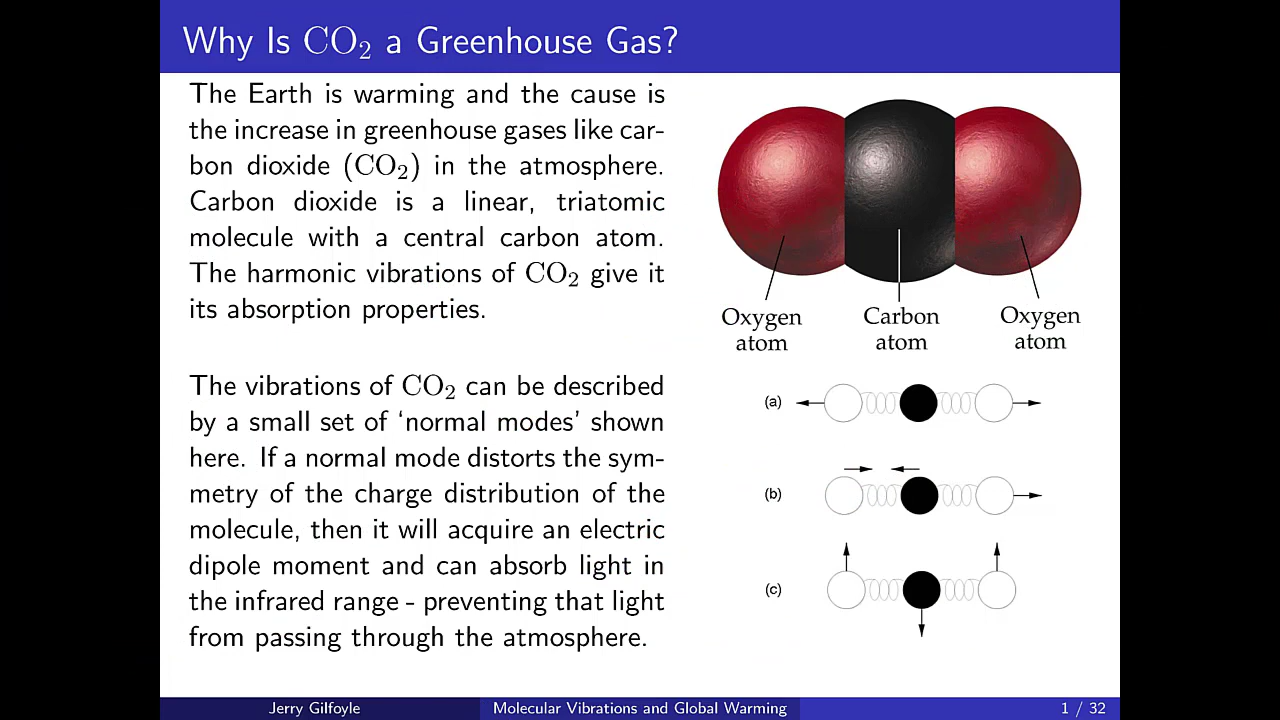 Why Is CO₂ a Greenhouse Gas?
The Earth is warming and the cause is
the increase in greenhouse gases like car-
bon dioxide (CO₂) in the atmosphere.
Carbon dioxide is a linear, triatomic
molecule with a central carbon atom.
The harmonic vibrations of CO₂ give it
its absorption properties.
The vibrations of CO₂ can be described
by a small set of ‘normal modes’ shown
here. If a normal mode distorts the sym-
metry of the charge distribution of the
molecule, then it will acquire an electric
dipole moment and can absorb light in
the infrared range - preventing that light
from passing through the atmosphere.
Oxygen
atom
Carbon
atom
Oxygen
atom
(a)
(b)
(c)
Jerry Gilfoyle
Molecular Vibrations and Global Warming
1 / 32